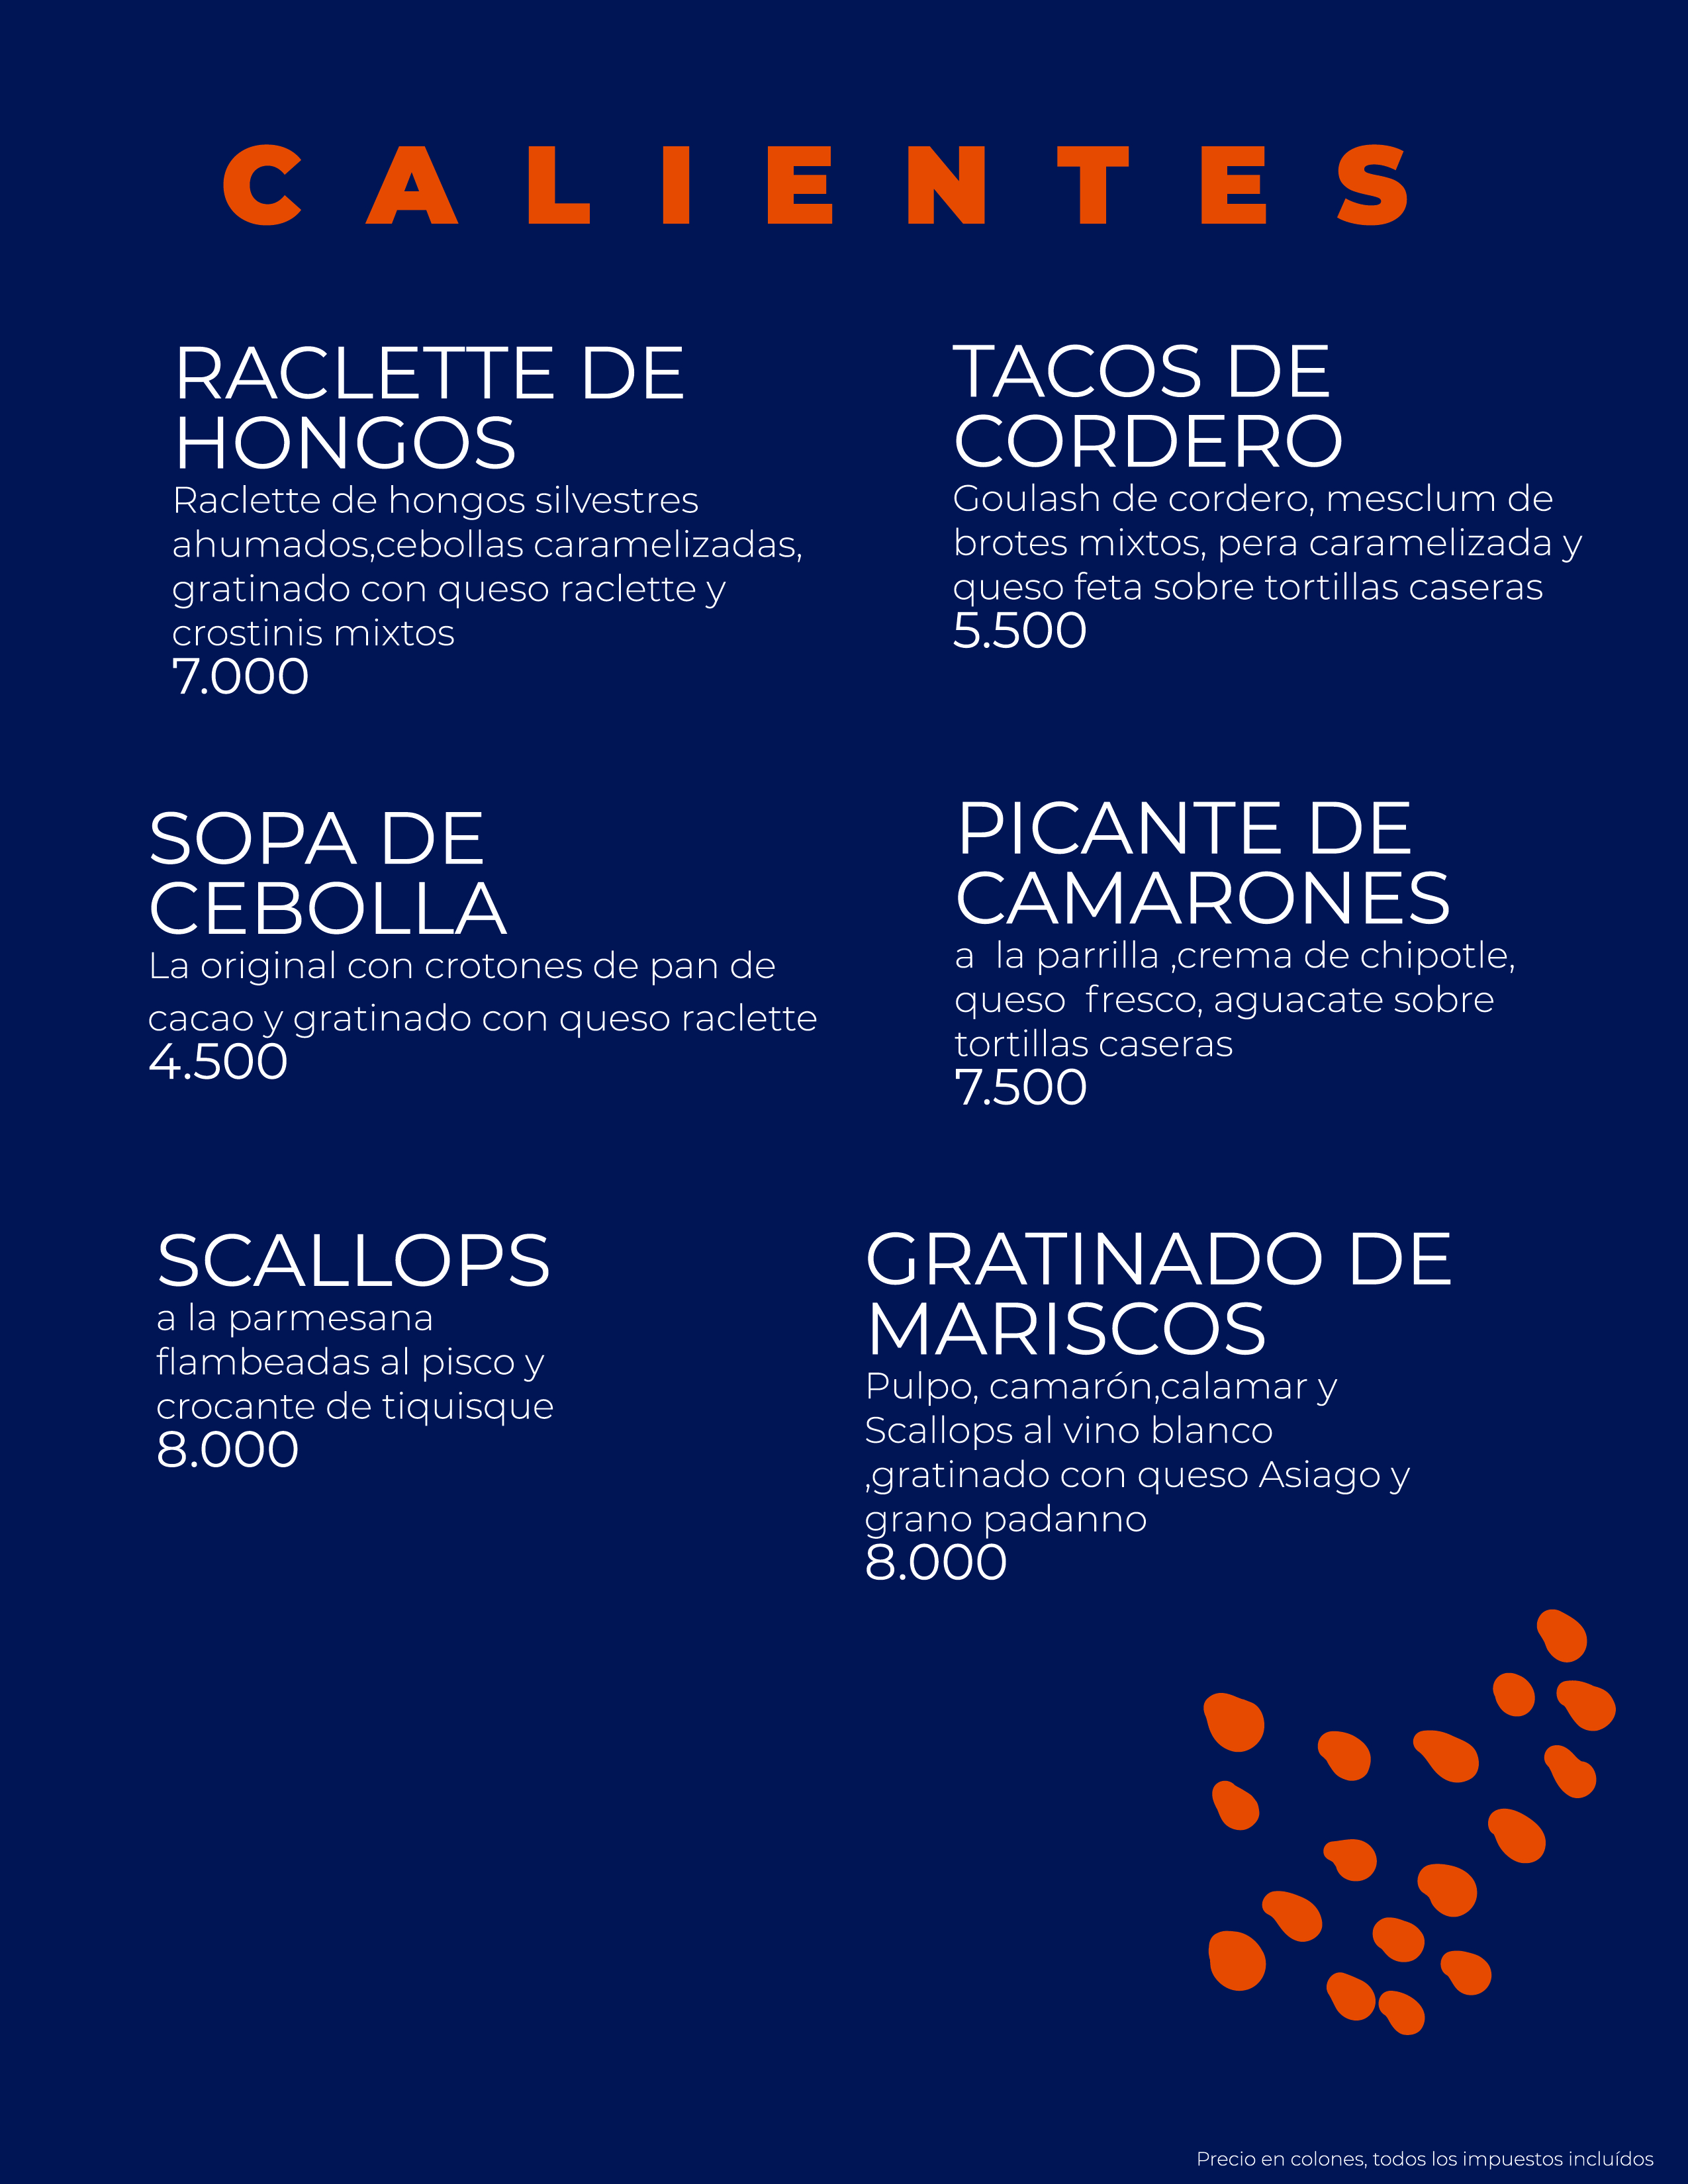 CALIENTES
RACLETTE DE
HONGOS
Raclette de hongos silvestres
ahumados,cebollas caramelizadas,
gratinado con queso raclette y
crostinis mixtos
7.000
TACOS DE
CORDERO
Goulash de cordero, mesclum de
brotes mixtos, pera caramelizada y
queso feta sobre tortillas caseras
5.500
SOPA DE
CEBOLLA
La original con crotones de pan de
cacao y gratinado con queso raclette
4.500
PICANTE DE
CAMARONES
a  la parrilla ,crema de chipotle,
queso  fresco, aguacate sobre
tortillas caseras
7.500
SCALLOPS
a la parmesana
flambeadas al pisco y
crocante de tiquisque
8.000
GRATINADO DE
MARISCOS
Pulpo, camarón,calamar y
Scallops al vino blanco
,gratinado con queso Asiago y
grano padanno
8.000
Precio en colones, todos los impuestos incluídos